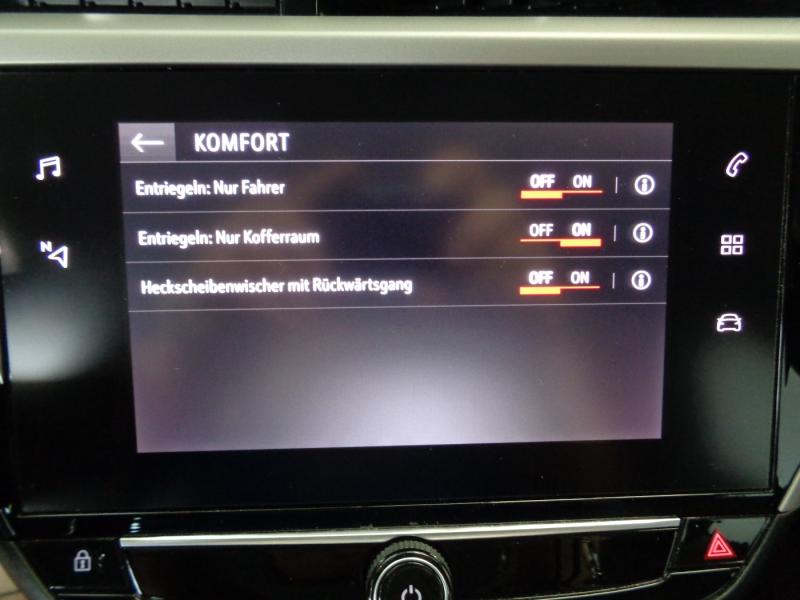 KOMFORT
Entriegeln: Nur Fahrer OFF ON
Entriegeln: Nur Kofferraum OFF ON
Heckscheibenwischer mit Rückwärtsgang OFF ON
N